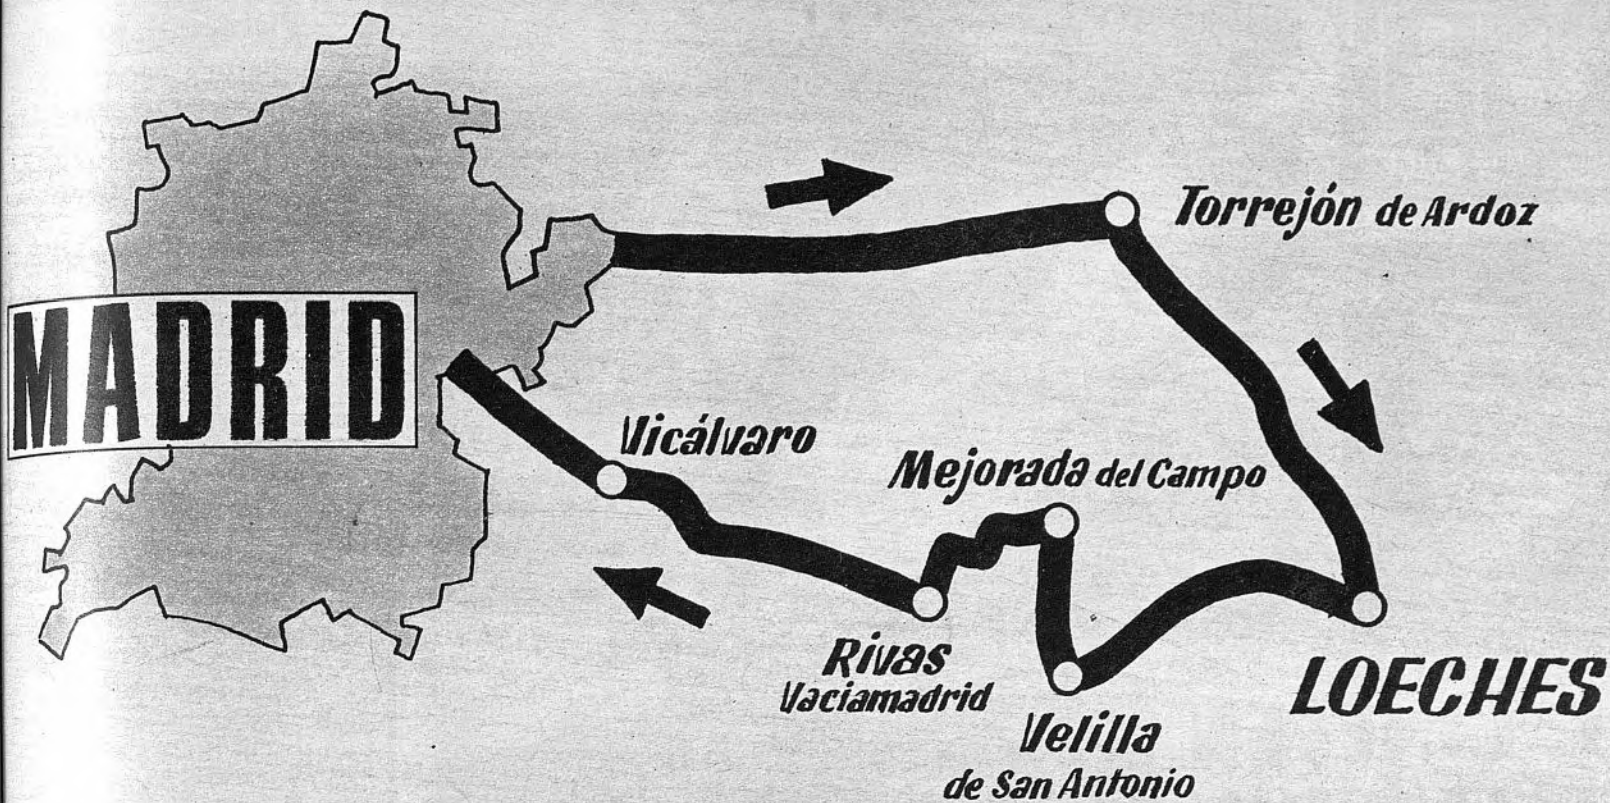 Torrejón de Ardoz
MADRID
Vicálvaro
Mejorada del Campo
Rivas
Vaciamadrid
LOECHES
Velilla
de San Antonio